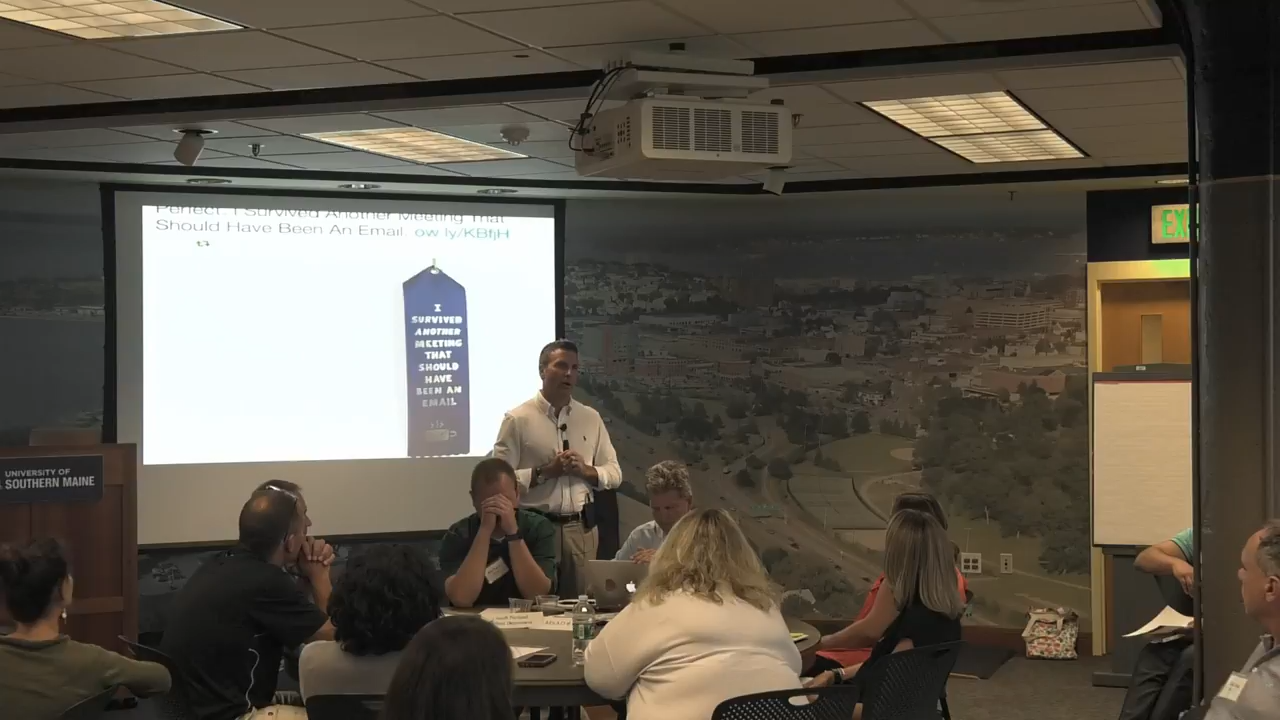 Perfect. I Survived Another Meeting That
Should Have Been An Email. ow.ly/KBfjH
I
SURVIVED
ANOTHER
MEETING
THAT
SHOULD
HAVE
BEEN AN
EMAIL
EX
UNIVERSITY OF
SOUTHERN MAINE